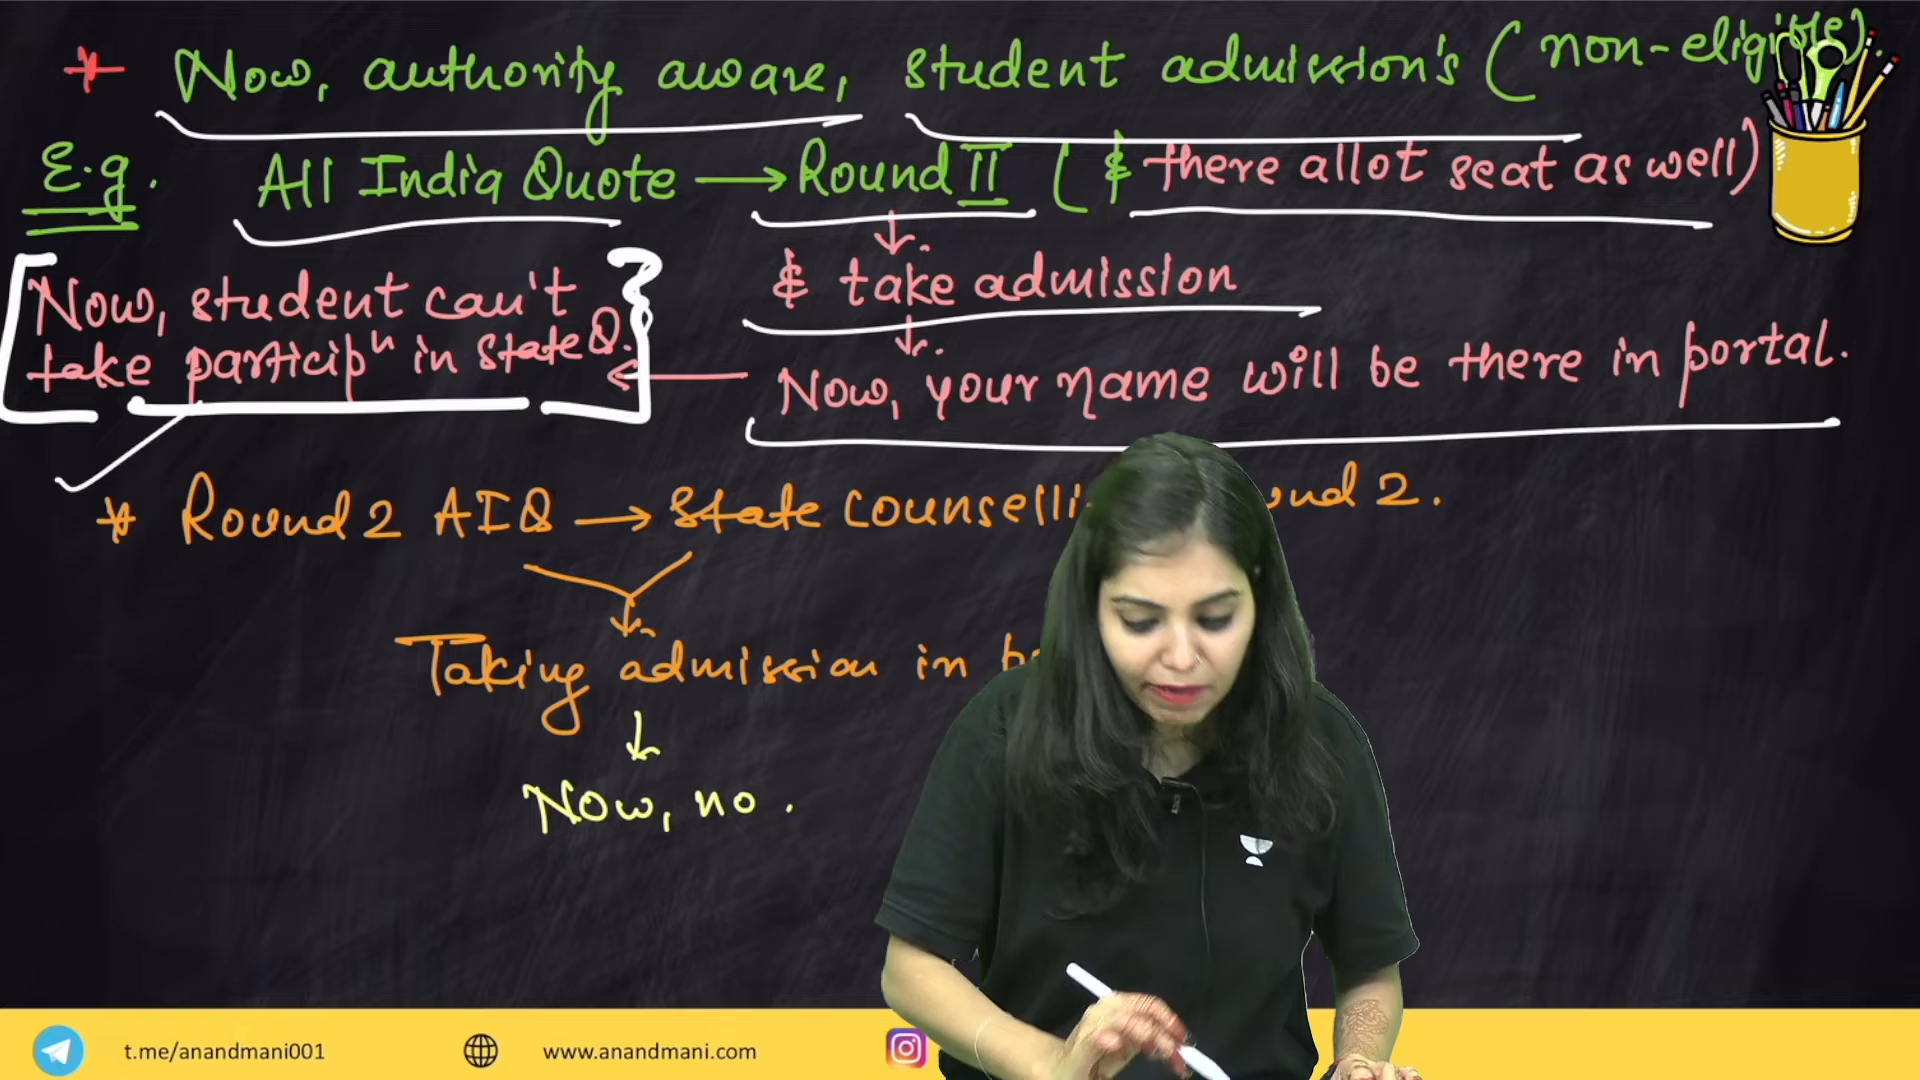 * Now, authority aware, student admission's (non-eligible).
E.g. All India Quote → Round II (& there allot seat as well)
& take admission
Now, student can't
take particip^n in State Q.
← Now, your name will be there in portal.
* Round 2 AIQ → State counselli 2.
Taking admission in
Now, no.
t.me/anandmani001
www.anandmani.com